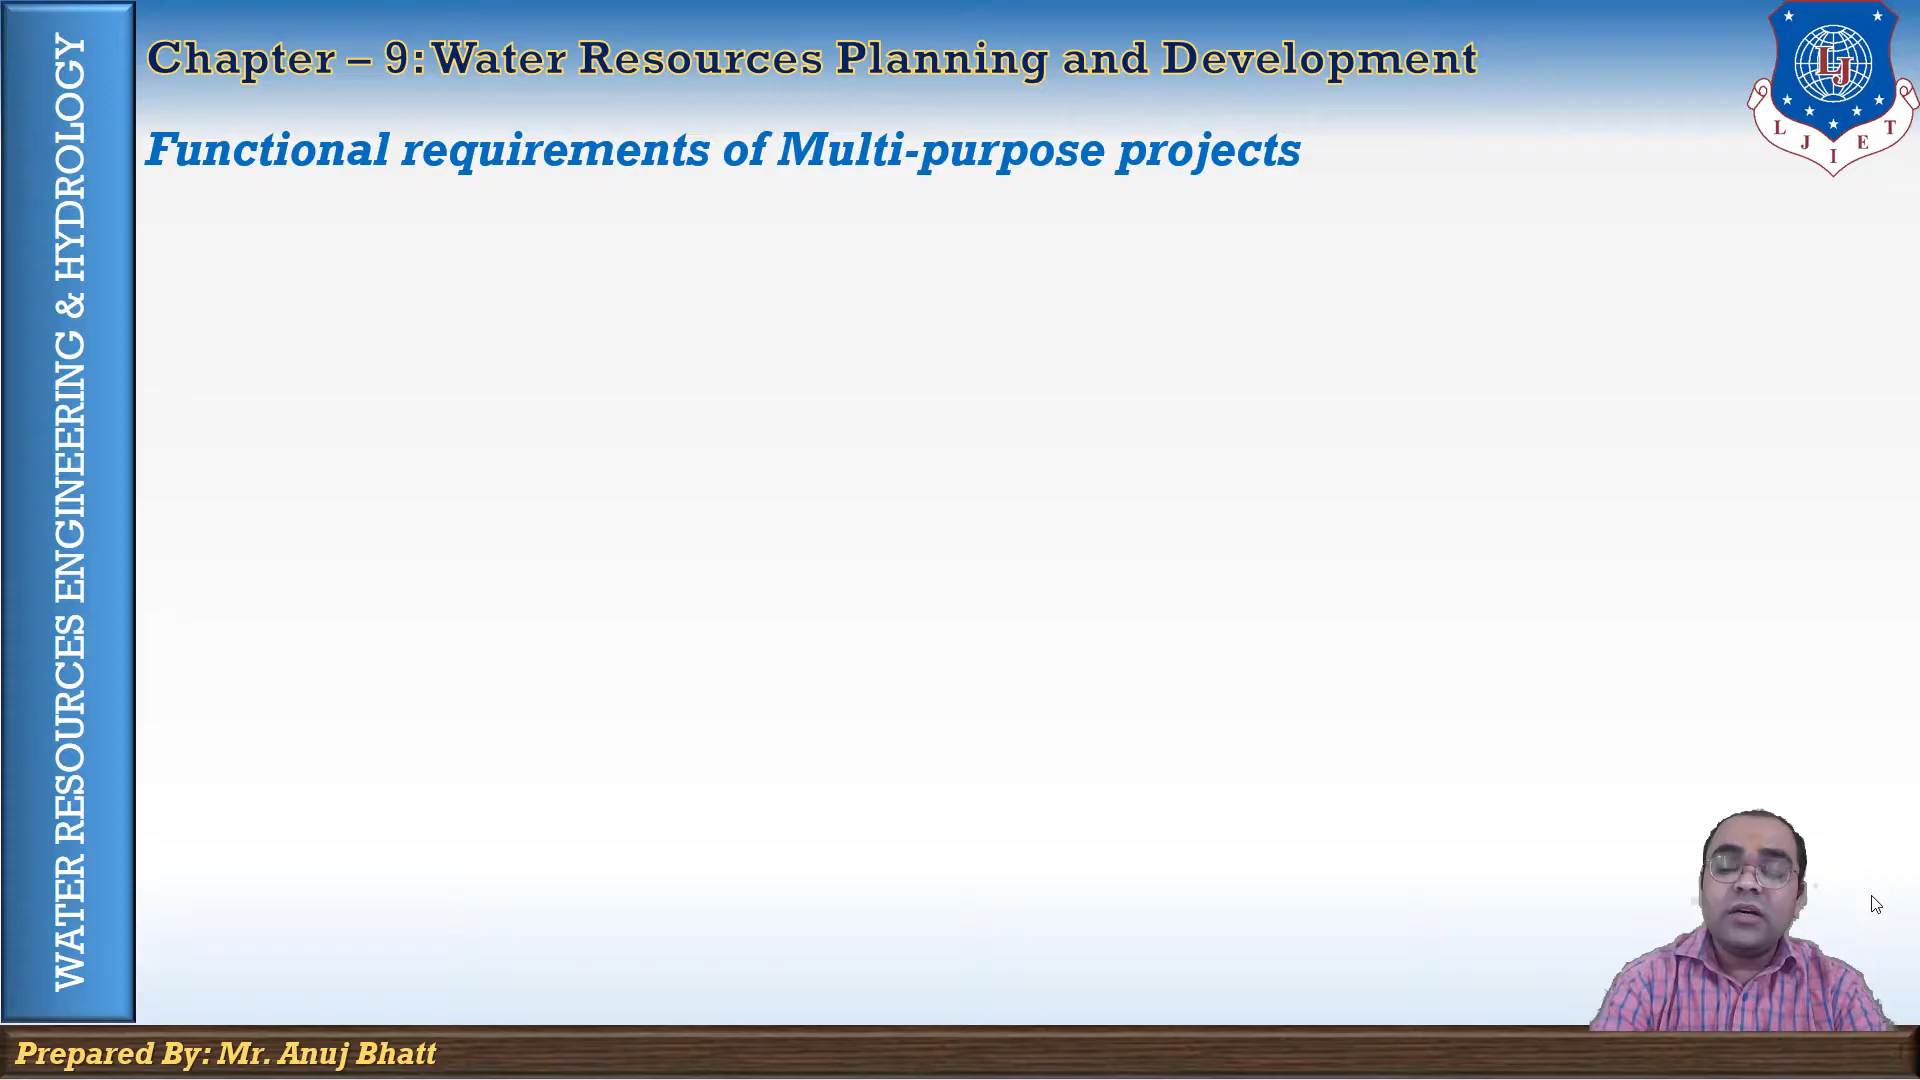 Chapter – 9: Water Resources Planning and Development
Functional requirements of Multi-purpose projects
WATER RESOURCES ENGINEERING & HYDROLOGY
LJ
L J I E T
Prepared By: Mr. Anuj Bhatt